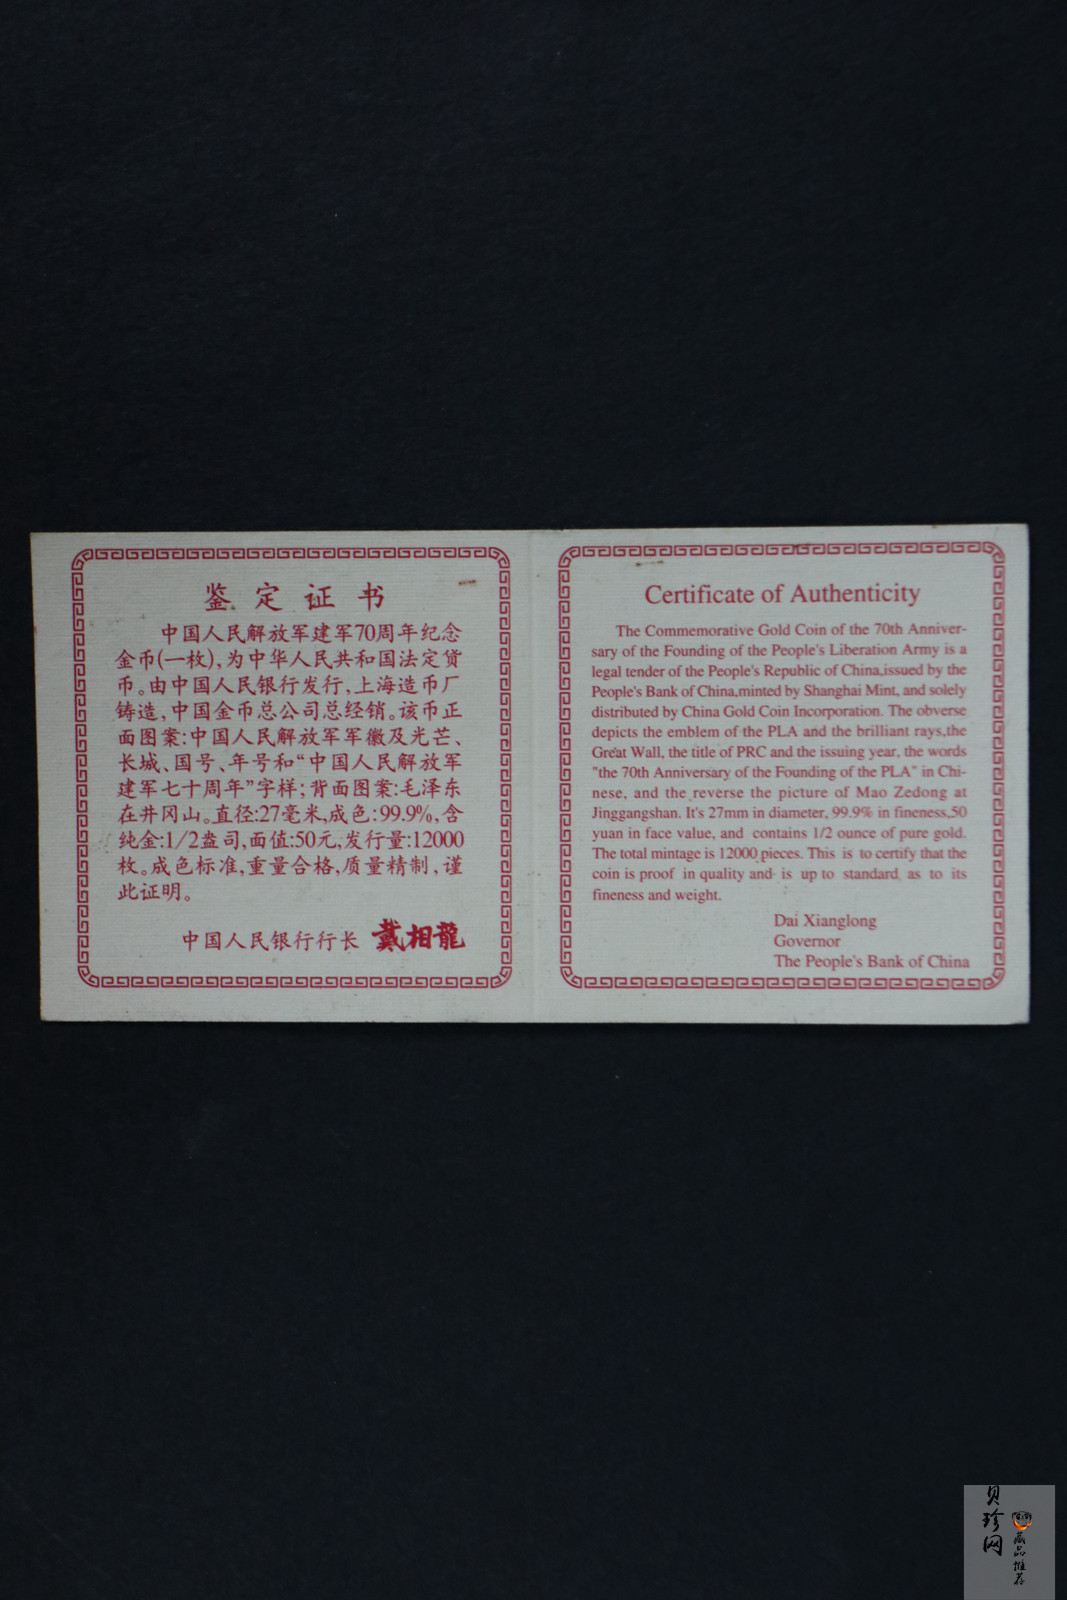 鉴定证书
中国人民解放军建军70周年纪念
金币(一枚),为中华人民共和国法定货
币。由中国人民银行发行,上海造币厂
铸造,中国金币总公司总经销。该币正
面图案:中国人民解放军军徽及光芒、
长城、国号、年号和“中国人民解放军
建军七十周年”字样;背面图案:毛泽东
在井冈山。直径:27毫米,成色:99.9%,含
纯金:1/2盎司,面值:50元,发行量:12000
枚。成色标准,重量合格,质量精制,谨
此证明。
中国人民银行行长 戴相龍
Certificate of Authenticity
The Commemorative Gold Coin of the 70th Anniver-
sary of the Founding of the People's Liberation Army is a
legal tender of the People's Republic of China,issued by the
People's Bank of China,minted by Shanghai Mint, and solely
distributed by China Gold Coin Incorporation. The obverse
depicts the emblem of the PLA and the brilliant rays,the
Great Wall, the title of PRC and the issuing year, the words
"the 70th Anniversary of the Founding of the PLA" in Chi-
nese, and the reverse the picture of Mao Zedong at
Jinggangshan. It's 27mm in diameter, 99.9% in fineness,50
yuan in face value, and contains 1/2 ounce of pure gold.
The total mintage is 12000 pieces. This is to certify that the
coin is proof in quality and is up to standard as to its
fineness and weight.
Dai Xianglong
Governor
The People's Bank of China
贝珍网
藏品推荐